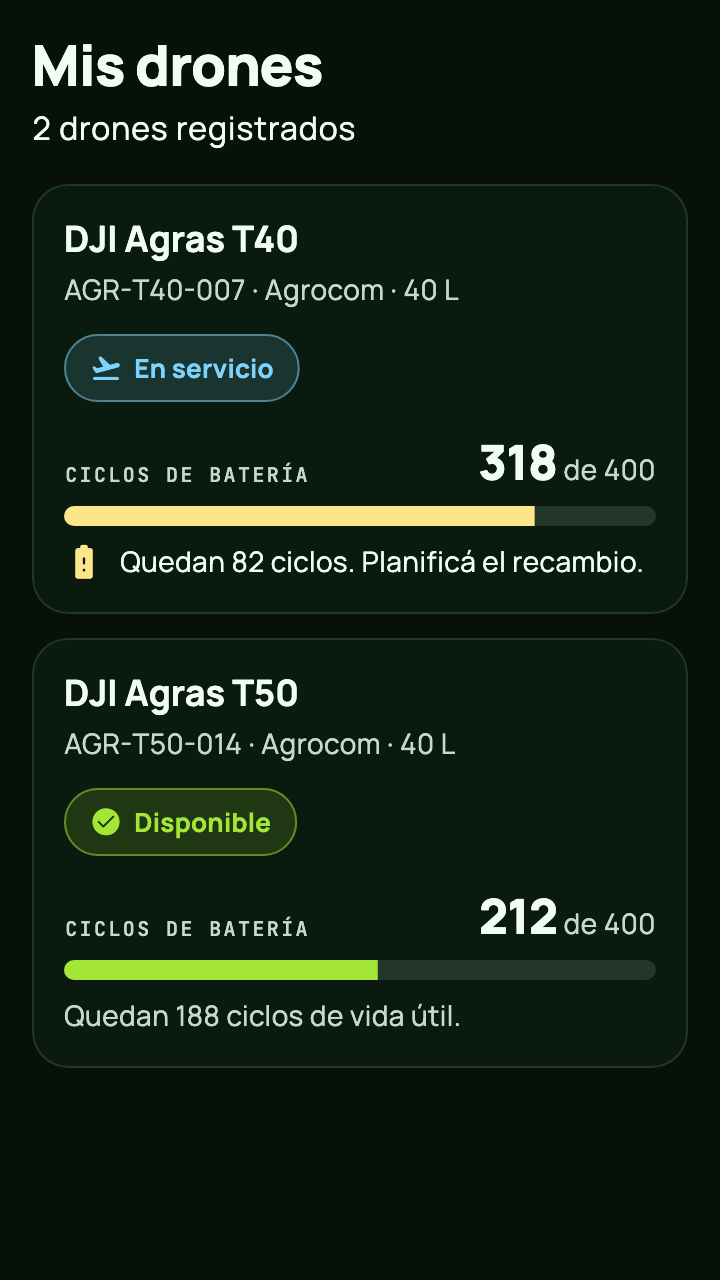 Mis drones
2 drones registrados
DJI Agras T40
AGR-T40-007 · Agrocom · 40 L
En servicio
CICLOS DE BATERÍA
318 de 400
Quedan 82 ciclos. Planificá el recambio.
DJI Agras T50
AGR-T50-014 · Agrocom · 40 L
Disponible
CICLOS DE BATERÍA
212 de 400
Quedan 188 ciclos de vida útil.